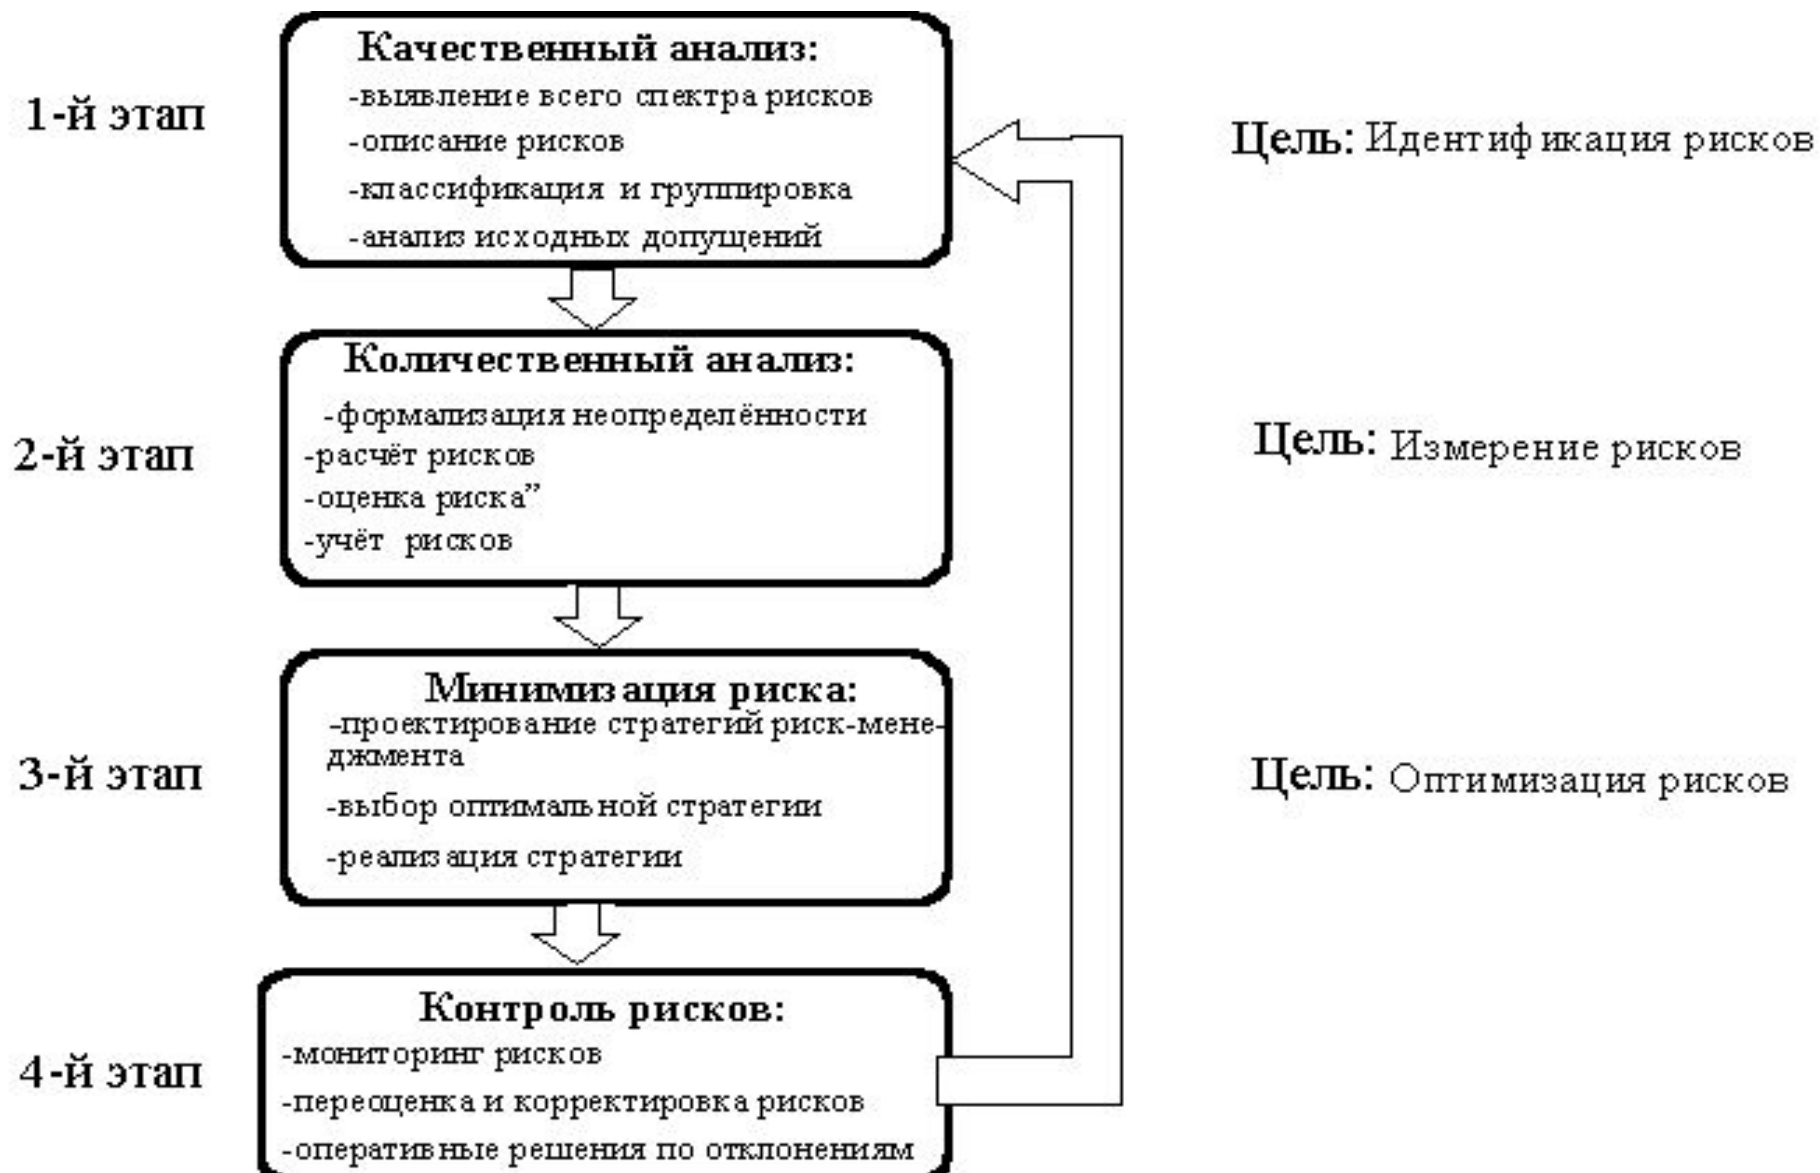 1-й этап
Качественный анализ:
-выявление всего спектра рисков
-описание рисков
-классификация и группировка
-анализ исходных допущений
Цель: Идентификация рисков
2-й этап
Количественный анализ:
-формализация неопределённости
-расчёт рисков
-оценка риска”
-учёт рисков
Цель: Измерение рисков
3-й этап
Минимизация риска:
-проектирование стратегий риск-мене-
джмента
-выбор оптимальной стратегии
-реализация стратегии
Цель: Оптимизация рисков
4-й этап
Контроль рисков:
-мониторинг рисков
-переоценка и корректировка рисков
-оперативные решения по отклонениям